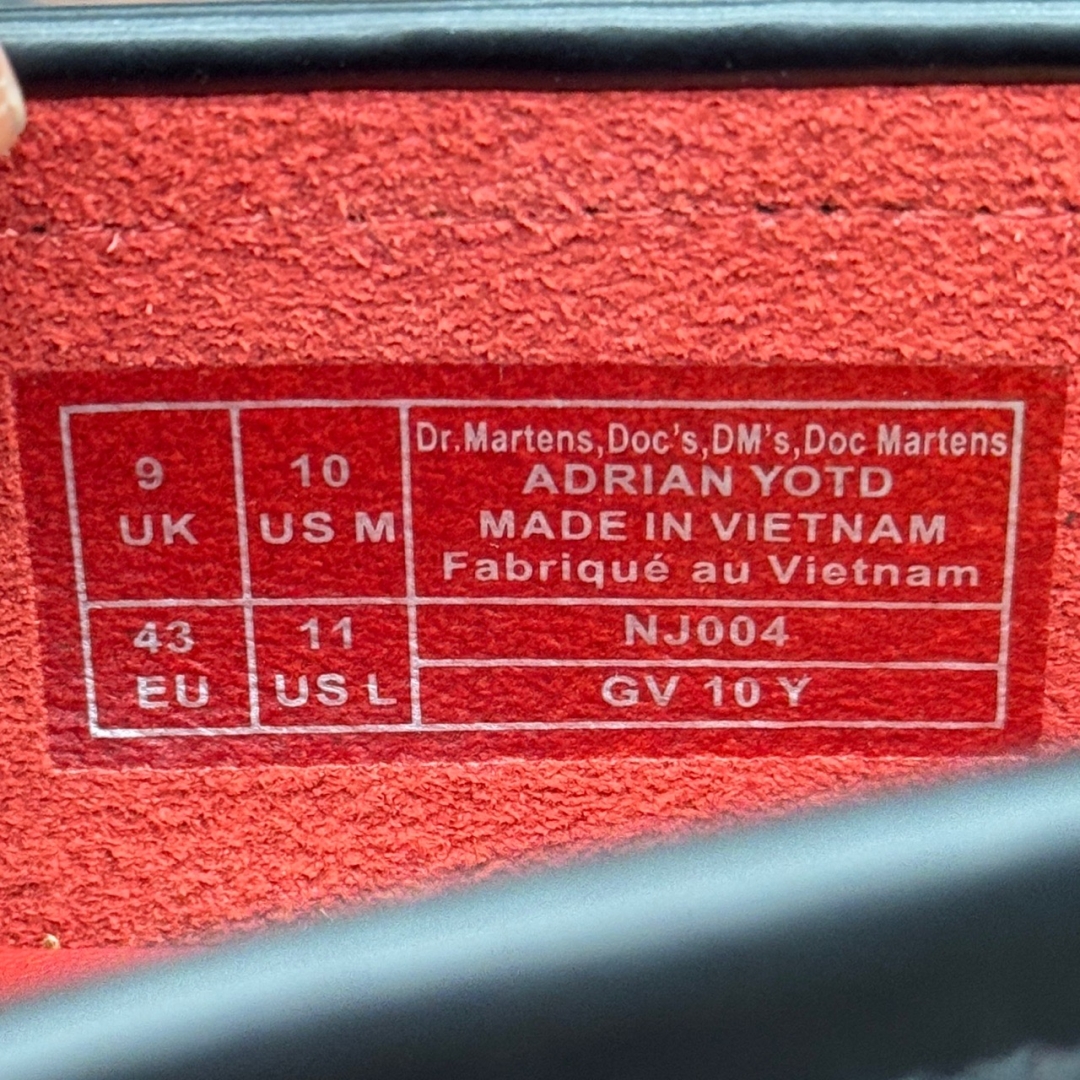 9
UK
10
US M
Dr.Martens,Doc's,DM's,Doc Martens
ADRIAN YOTD
MADE IN VIETNAM
Fabriqué au Vietnam
43
EU
11
US L
NJ004
GV 10 Y